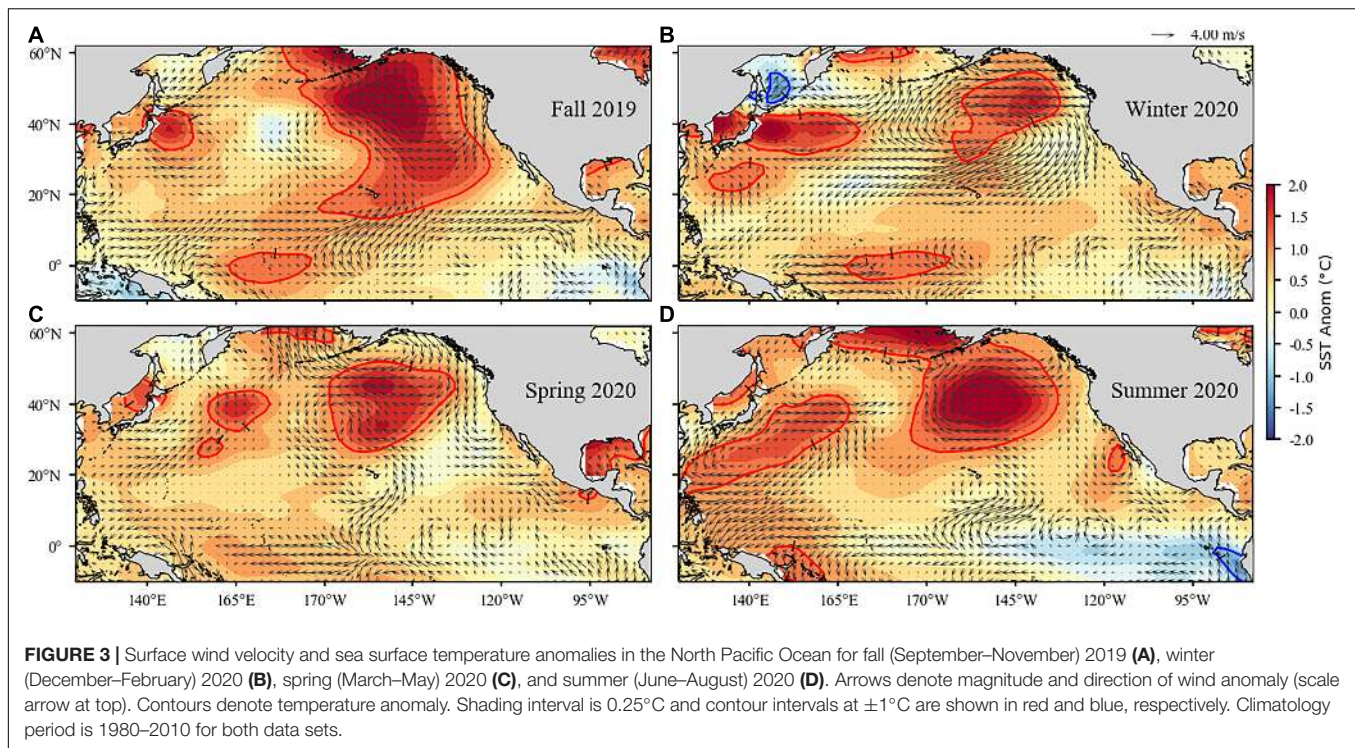 A
B
4.00 m/s
60°N
40°N
20°N
0°
Fall 2019
Winter 2020
2.0
1.5
1.0
0.5
0.0
-0.5
-1.0
-1.5
-2.0
SST Anom (°C)
C
D
60°N
40°N
20°N
0°
Spring 2020
Summer 2020
140°E 165°E 170°W 145°W 120°W 95°W
140°E 165°E 170°W 145°W 120°W 95°W
FIGURE 3 | Surface wind velocity and sea surface temperature anomalies in the North Pacific Ocean for fall (September–November) 2019 (A), winter
(December–February) 2020 (B), spring (March–May) 2020 (C), and summer (June–August) 2020 (D). Arrows denote magnitude and direction of wind anomaly (scale
arrow at top). Contours denote temperature anomaly. Shading interval is 0.25°C and contour intervals at ±1°C are shown in red and blue, respectively. Climatology
period is 1980–2010 for both data sets.